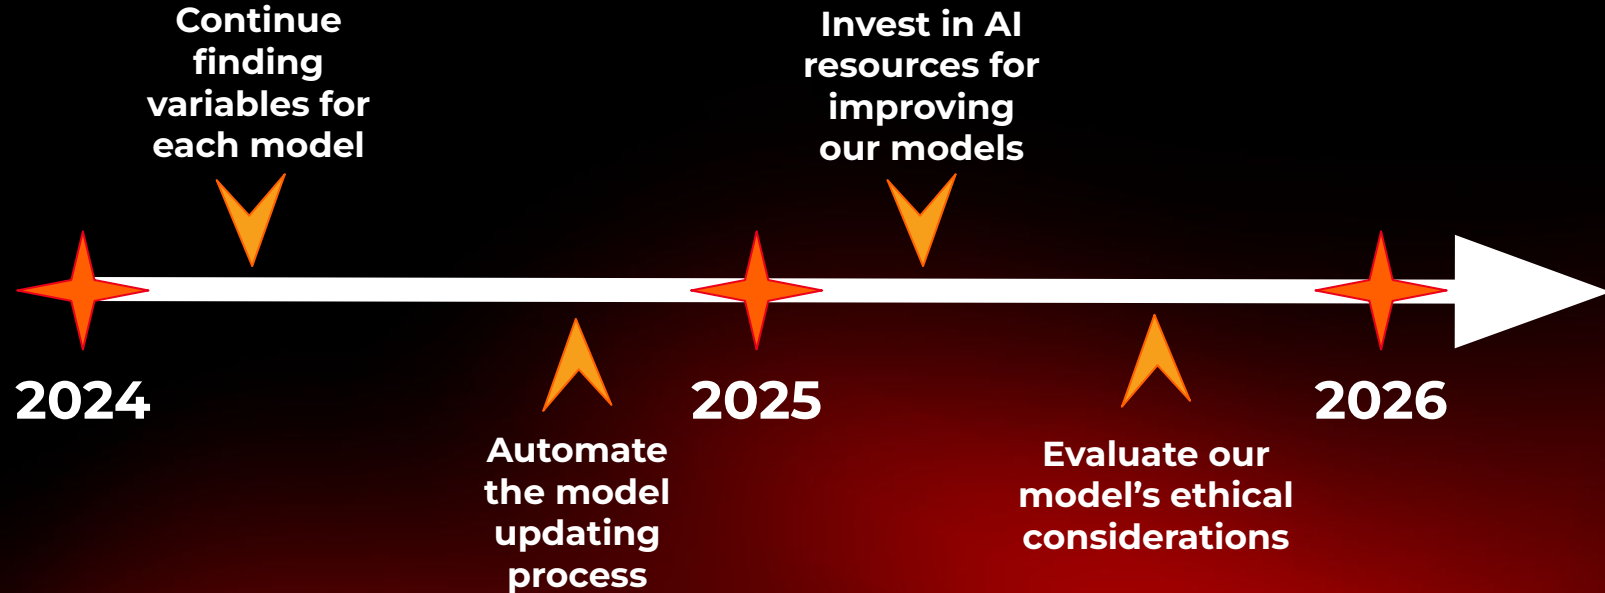 Continue
finding
variables for
each model
Invest in AI
resources for
improving
our models
2024
2025
2026
Automate
the model
updating
process
Evaluate our
model’s ethical
considerations